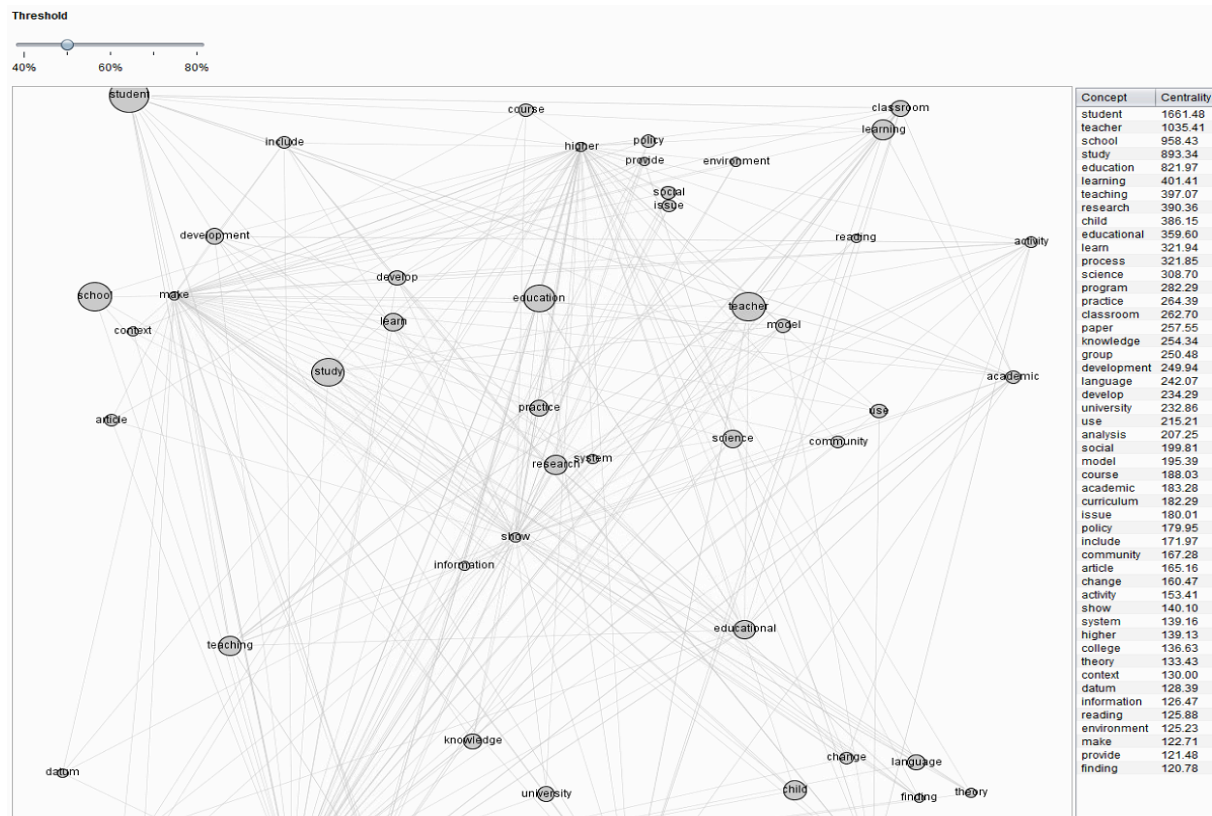 Threshold
40% 60% 80%
student
course
classroom
learning
include
higher
policy
provide
environment
social
issue
development
reading
activity
develop
school
make
education
teacher
context
learn
model
study
academic
practice
article
use
science
community
research
system
show
information
teaching
educational
knowledge
change
language
datum
university
child
finding
theory
Concept Centrality
student 1661.48
teacher 1035.41
school 958.43
study 893.34
education 821.97
learning 401.41
teaching 397.07
research 390.36
child 386.15
educational 359.60
learn 321.94
process 321.85
science 308.70
program 282.29
practice 264.39
classroom 262.70
paper 257.55
knowledge 254.34
group 250.48
development 249.94
language 242.07
develop 234.29
university 232.86
use 215.21
analysis 207.25
social 199.81
model 195.39
course 188.03
academic 183.28
curriculum 182.29
issue 180.01
policy 179.95
include 171.97
community 167.28
article 165.16
change 160.47
activity 153.41
show 140.10
system 139.16
higher 139.13
college 136.63
theory 133.43
context 130.00
datum 128.39
information 126.47
reading 125.88
environment 125.23
make 122.71
provide 121.48
finding 120.78